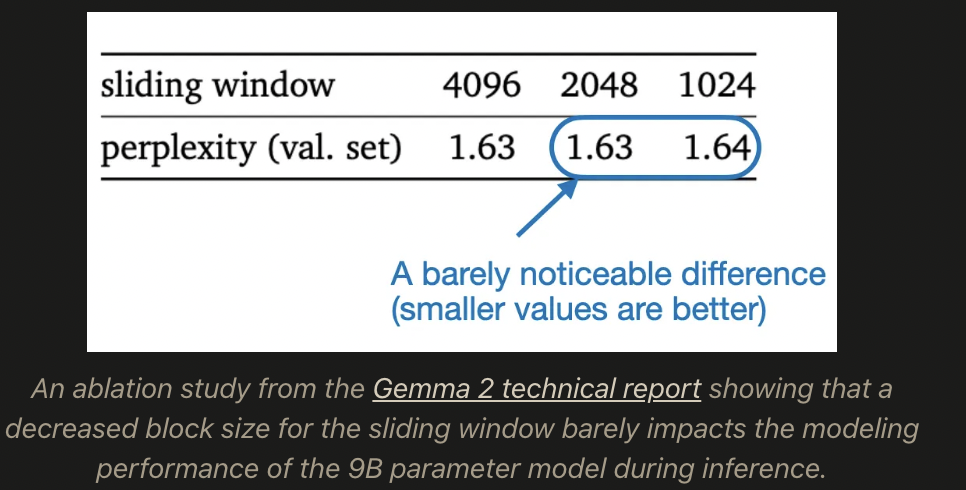 sliding window 4096 2048 1024
perplexity (val. set) 1.63 1.63 1.64
A barely noticeable difference
(smaller values are better)
An ablation study from the Gemma 2 technical report showing that a
decreased block size for the sliding window barely impacts the modeling
performance of the 9B parameter model during inference.